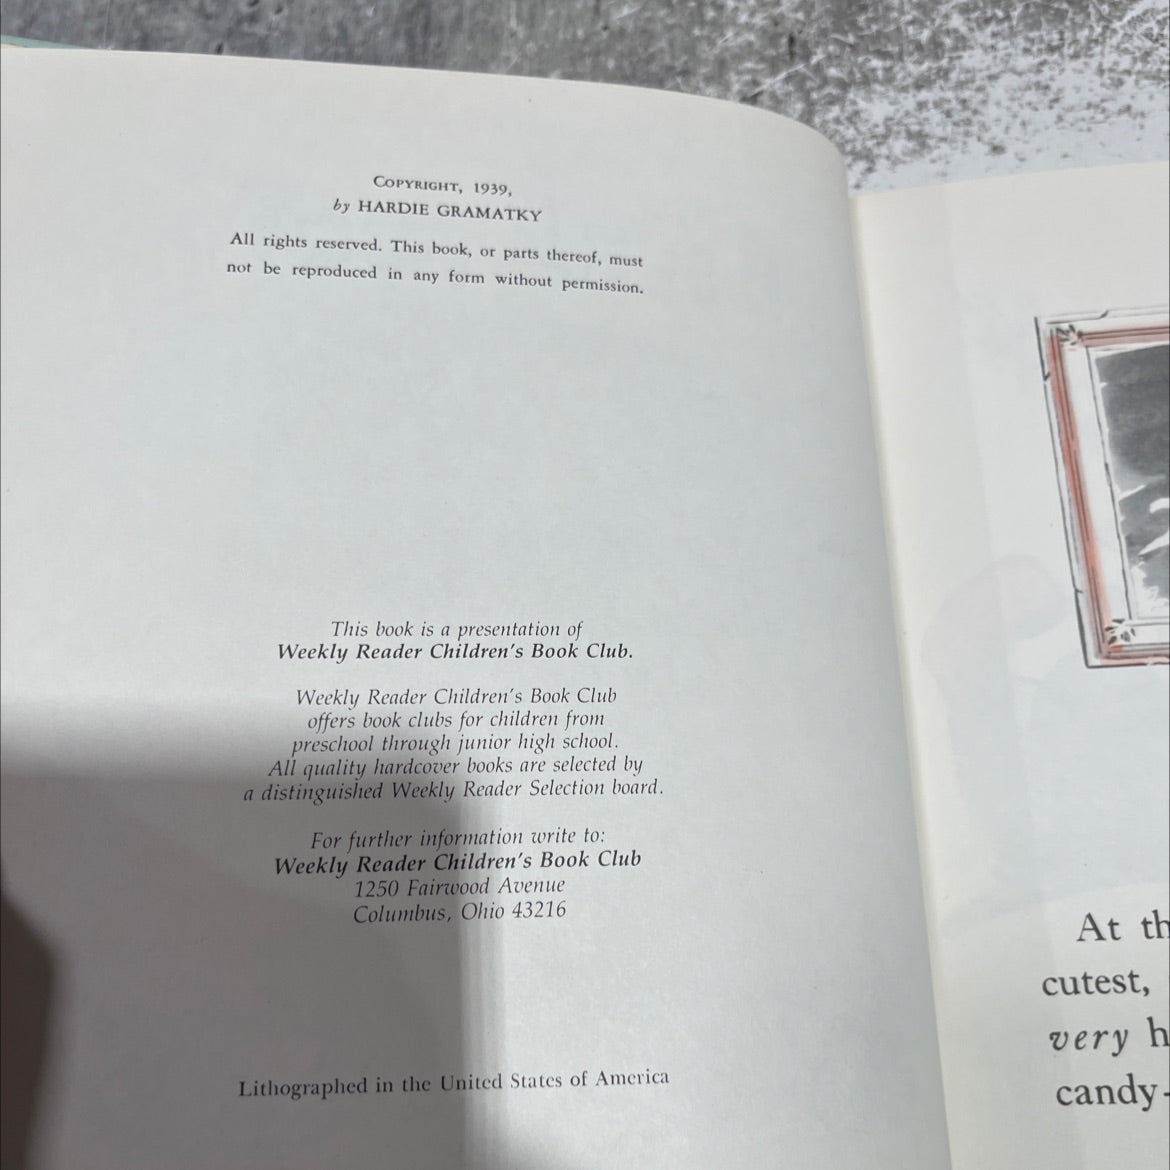 COPYRIGHT, 1939,
by HARDIE GRAMATKY
All rights reserved. This book, or parts thereof, must
not be reproduced in any form without permission.
This book is a presentation of
Weekly Reader Children's Book Club.
Weekly Reader Children's Book Club
offers book clubs for children from
preschool through junior high school.
All quality hardcover books are selected by
a distinguished Weekly Reader Selection board.
For further information write to:
Weekly Reader Children's Book Club
1250 Fairwood Avenue
Columbus, Ohio 43216
Lithographed in the United States of America
At th
cutest,
very h
candy-